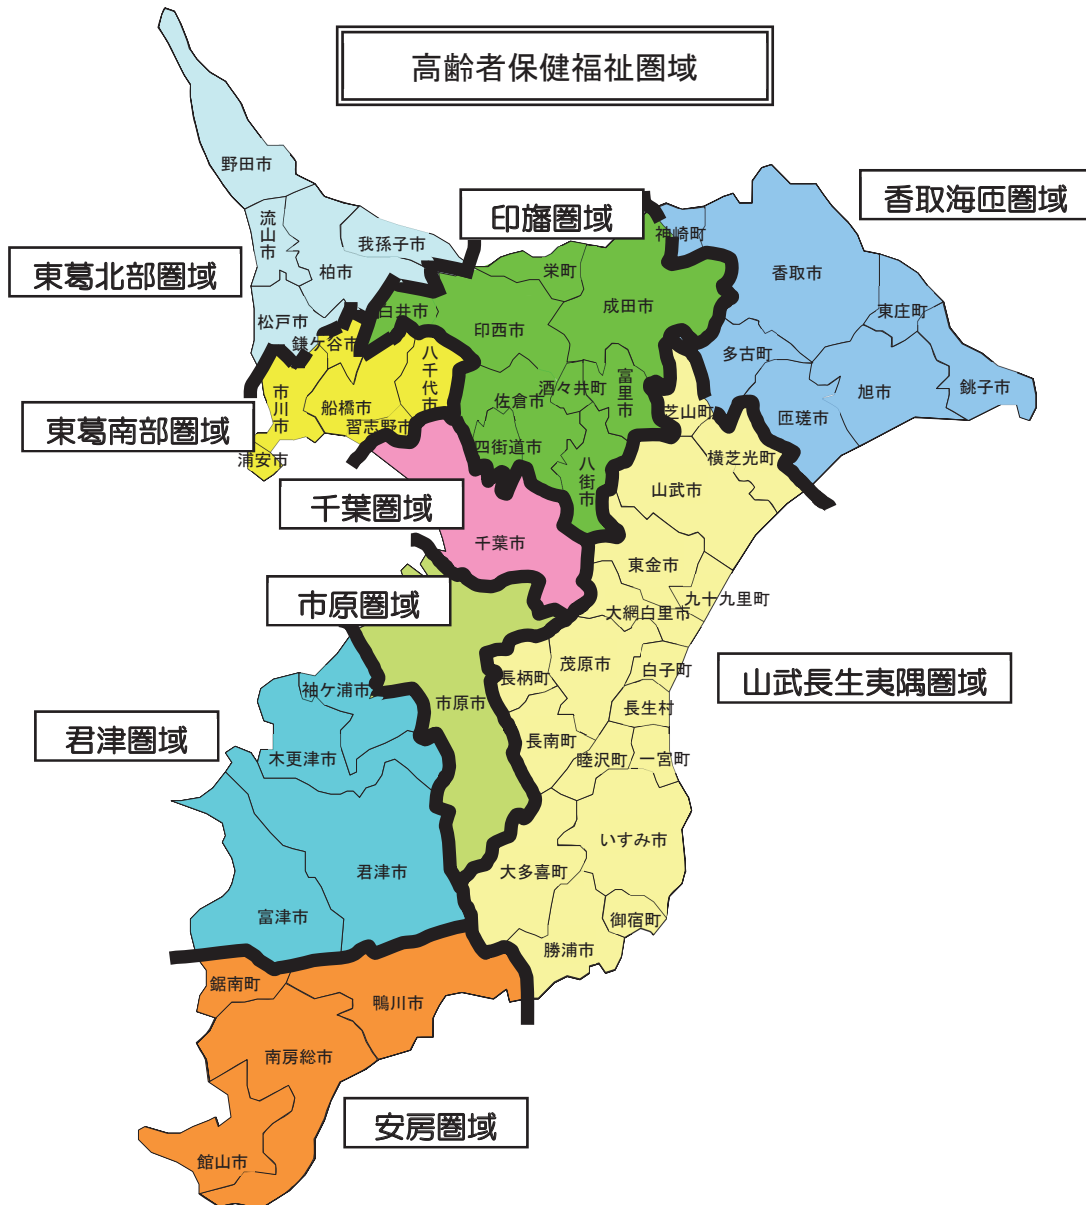 高齢者保健福祉圏域
野田市
流山市
我孫子市
柏市
松戸市
東葛北部圏域
印旛圏域
香取海匝圏域
神崎町
香取市
東庄町
多古町
旭市
銚子市
匝瑳市
栄町
成田市
白井市
印西市
酒々井町
富里市
佐倉市
四街道市
八街市
鎌ケ谷市
八千代市
市川市
船橋市
習志野市
浦安市
東葛南部圏域
千葉圏域
千葉市
芝山町
横芝光町
山武市
東金市
九十九里町
大網白里市
市原圏域
市原市
長柄町
茂原市
白子町
長生村
長南町
睦沢町
一宮町
山武長生夷隅圏域
いすみ市
大多喜町
御宿町
勝浦市
袖ケ浦市
木更津市
君津圏域
君津市
富津市
鋸南町
鴨川市
南房総市
館山市
安房圏域